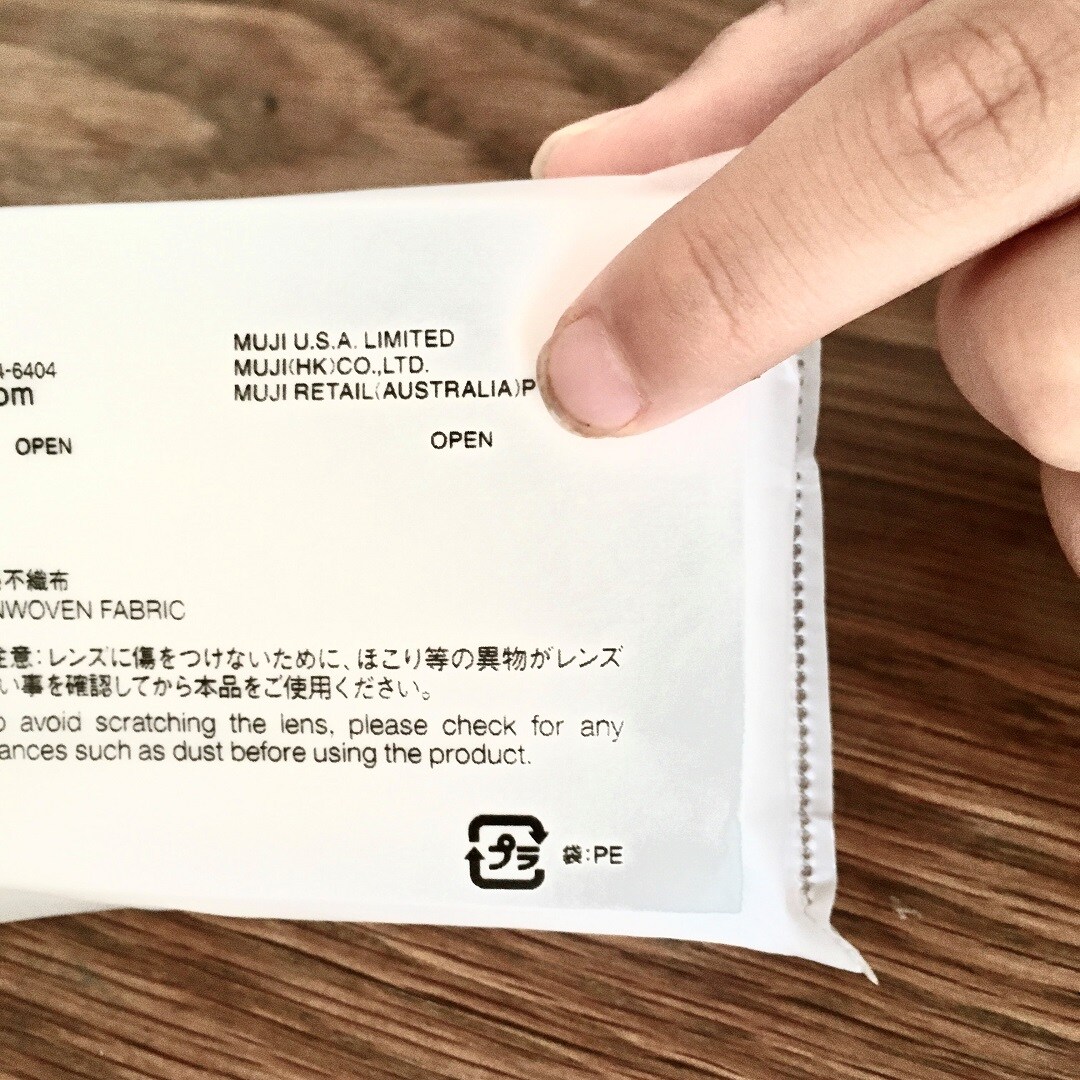 MUJI U.S.A. LIMITED
4-6404 MUJI(HK)CO.,LTD.
om MUJI RETAIL(AUSTRALIA)P
OPEN OPEN
不織布
NWOVEN FABRIC
注意:レンズに傷をつけないために、ほこり等の異物がレンズ
い事を確認してから本品をご使用ください。
o avoid scratching the lens, please check for any
ances such as dust before using the product.
プラ 袋:PE